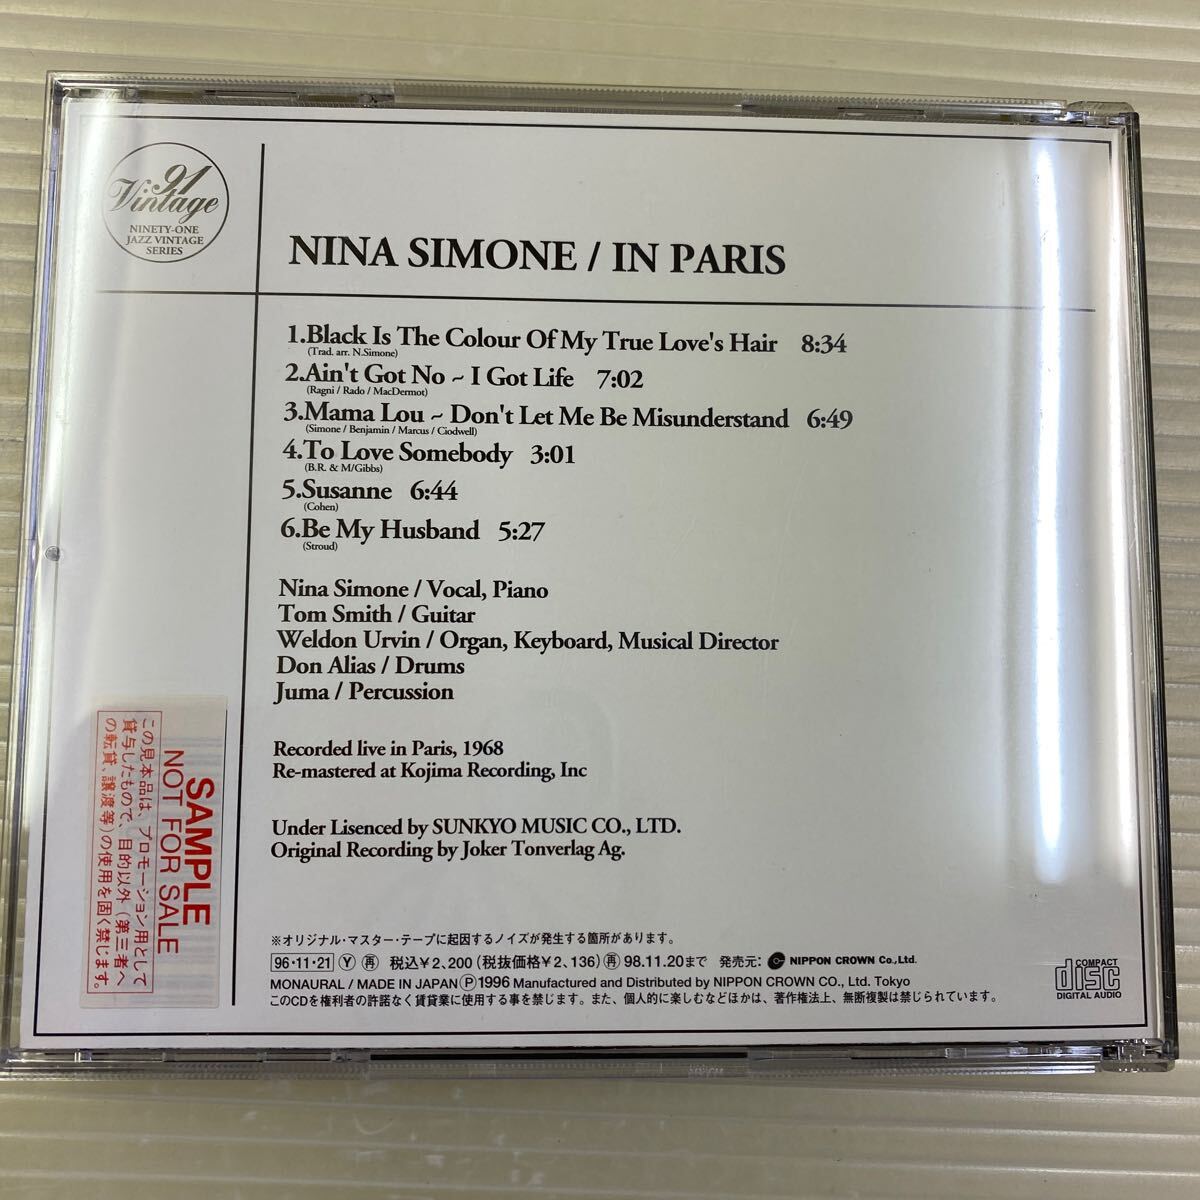 91
Vintage
NINETY-ONE
JAZZ VINTAGE
SERIES
NINA SIMONE / IN PARIS
1.Black Is The Colour Of My True Love's Hair 8:34
(Trad. arr. N.Simone)
2.Ain't Got No ~ I Got Life 7:02
(Ragni / Rado / MacDermot)
3.Mama Lou ~ Don't Let Me Be Misunderstand 6:49
(Simone / Benjamin / Marcus / Ciodwell)
4.To Love Somebody 3:01
(B.R. & M/Gibbs)
5.Susanne 6:44
(Cohen)
6.Be My Husband 5:27
(Stroud)
Nina Simone / Vocal, Piano
Tom Smith / Guitar
Weldon Urvin / Organ, Keyboard, Musical Director
Don Alias / Drums
Juma / Percussion
Recorded live in Paris, 1968
Re-mastered at Kojima Recording, Inc
Under Lisenced by SUNKYO MUSIC CO., LTD.
Original Recording by Joker Tonverlag Ag.
SAMPLE
NOT FOR SALE
この見本品は、プロモーション用として
貸与したもので、目的以外(第三者へ
の転貸、譲渡等)の使用を固く禁じます。
※オリジナル・マスター・テープに起因するノイズが発生する箇所があります。
96・11・21 Ⓨ ㊞ 税込¥2,200 (税抜価格¥2,136) 再 98.11.20まで 発売元: NIPPON CROWN Co., Ltd.
MONAURAL / MADE IN JAPAN Ⓟ 1996 Manufactured and Distributed by NIPPON CROWN CO., Ltd. Tokyo
このCDを権利者の許諾なく賃貸業に使用する事を禁じます。また、個人的に楽しむなどほかは、著作権法上、無断複製は禁じられています。
COMPACT
disc
DIGITAL AUDIO